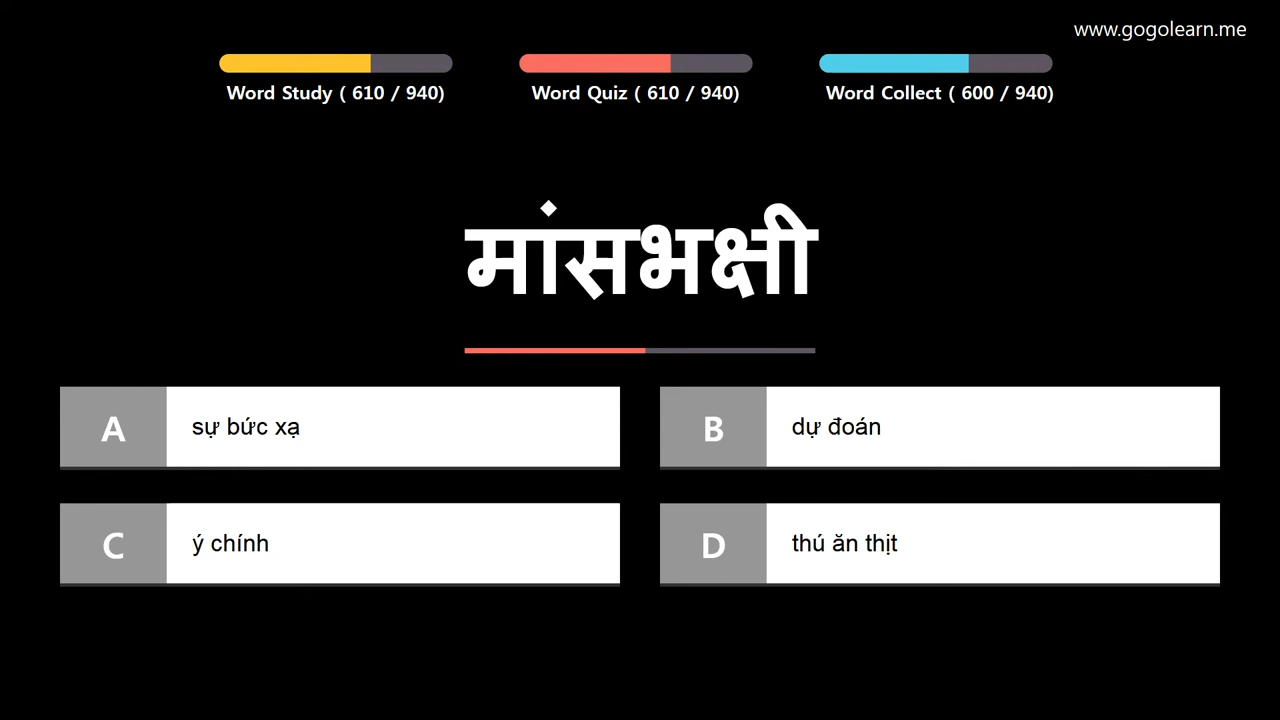 www.gogolearn.me
Word Study ( 610 / 940)
Word Quiz ( 610 / 940)
Word Collect ( 600 / 940)
मांसभक्षी
A sự bức xạ
B dự đoán
C ý chính
D thú ăn thịt